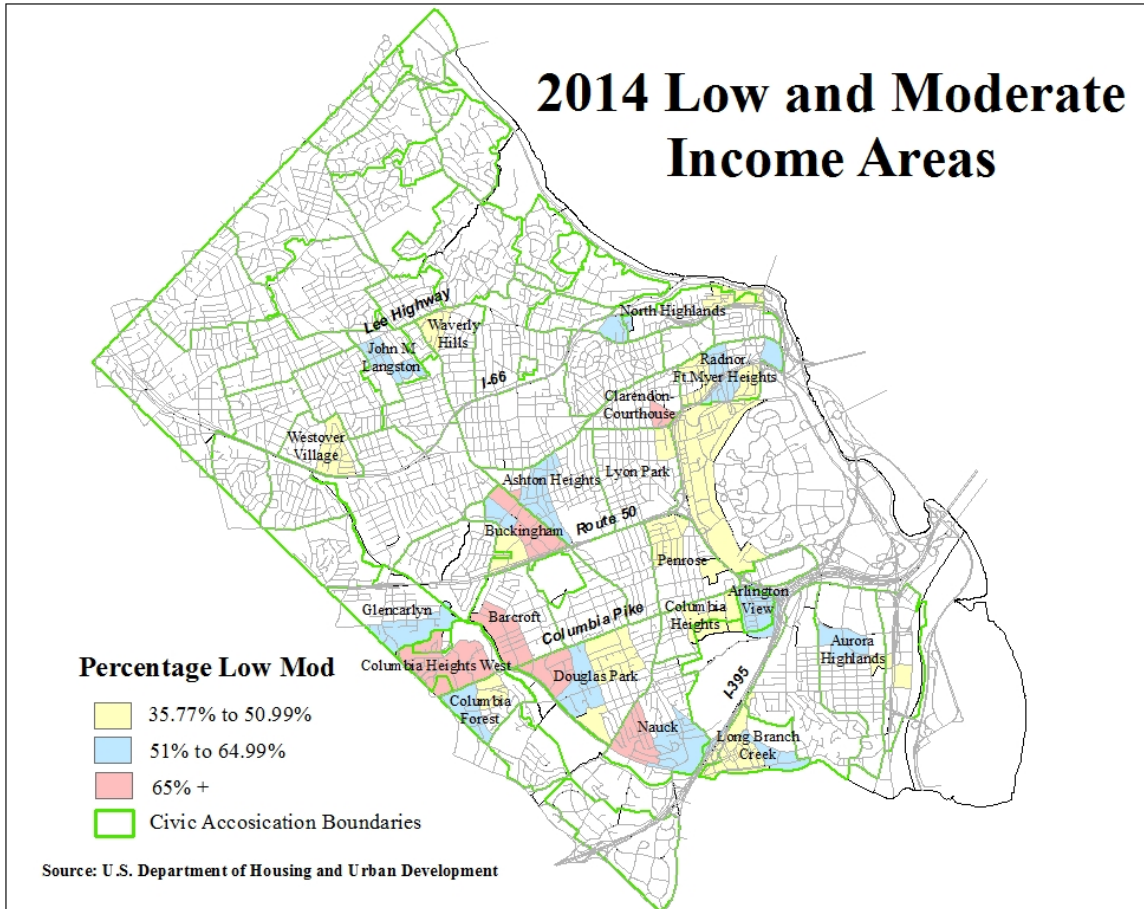 2014 Low and Moderate
Income Areas
Lee Highway
Waverly
Hills
John M
Langston
I-66
North Highlands
Radnor
Ft.Myer Heights
Clarendon-
Courthouse
Westover
Village
Ashton Heights
Lyon Park
Route 50
Buckingham
Penrose
Glencarlyn
Barcroft
Columbia Pike
Columbia
Heights
Arlington
View
Aurora
Highlands
Columbia Heights West
Douglas Park
I-395
Columbia
Forest
Nauck
Long Branch
Creek
Percentage Low Mod
35.77% to 50.99%
51% to 64.99%
65% +
Civic Accosication Boundaries
Source: U.S. Department of Housing and Urban Development